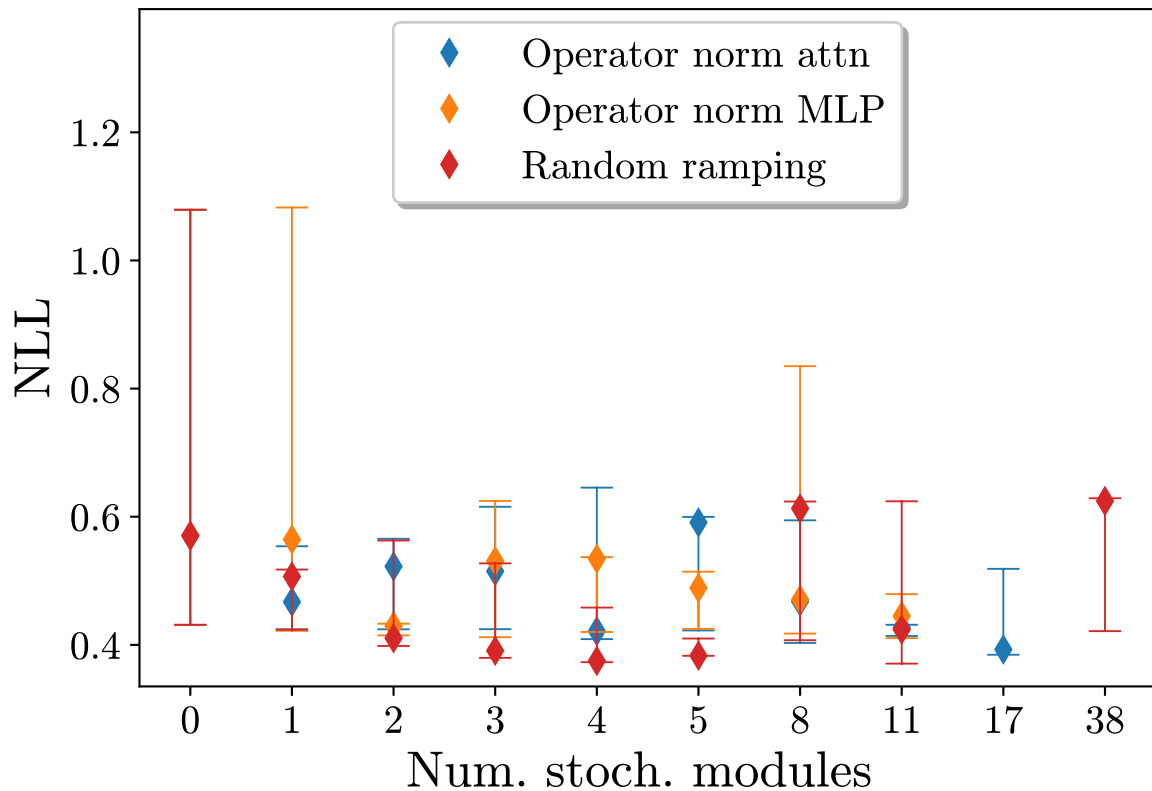 Operator norm attn
Operator norm MLP
Random ramping
NLL
1.2
1.0
0.8
0.6
0.4
0 1 2 3 4 5 8 11 17 38
Num. stoch. modules